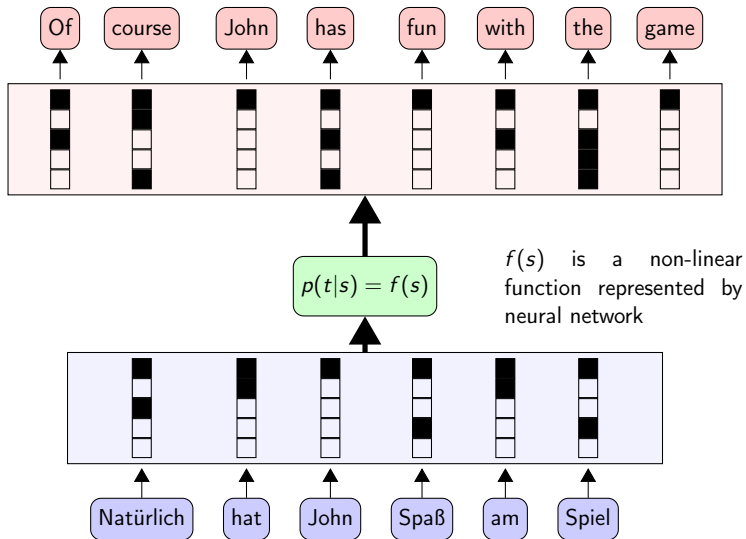 Of course John has fun with the game
p(t|s) = f(s)
f(s) is a non-linear
function represented by
neural network
Natürlich hat John Spaß am Spiel